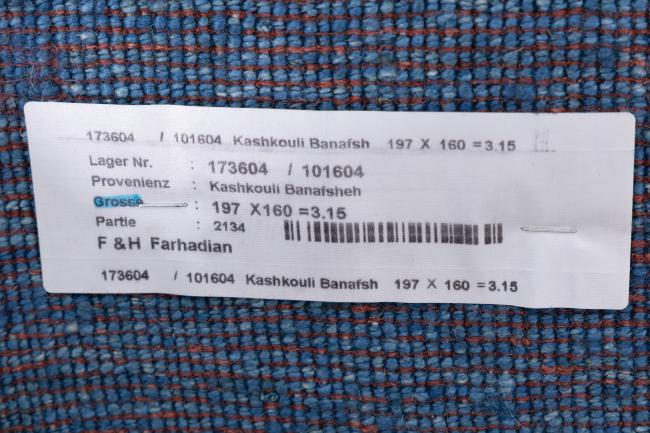 173604 / 101604 Kashkouli Banafsh 197 X 160 =3.15
Lager Nr. : 173604 / 101604
Provenienz : Kashkouli Banafsheh
Grosse : 197 X160 =3.15
Partie : 2134
F &H Farhadian
173604 / 101604 Kashkouli Banafsh 197 X 160 =3.15